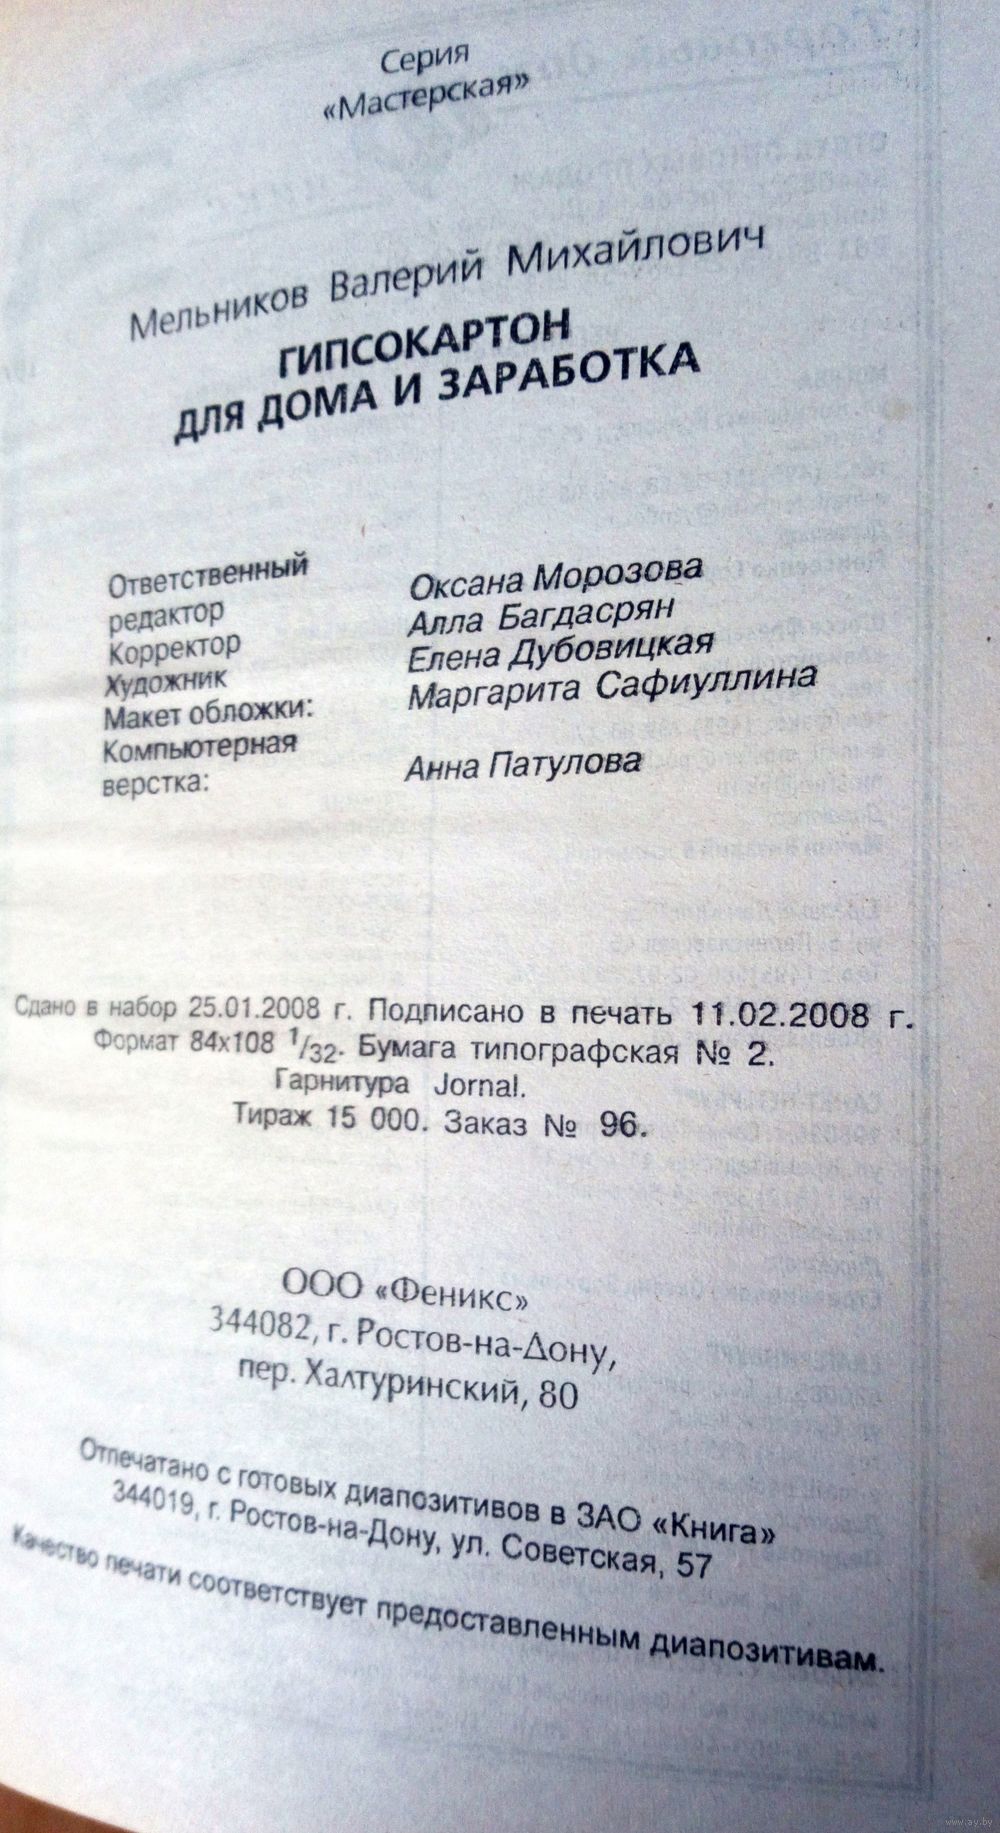 Серия
«Мастерская»
Мельников Валерий Михайлович
ГИПСОКАРТОН
ДЛЯ ДОМА И ЗАРАБОТКА
Ответственный
редактор Оксана Морозова
Корректор Алла Багдасрян
Художник Елена Дубовицкая
Макет обложки: Маргарита Сафиуллина
Компьютерная
верстка: Анна Патулова
Сдано в набор 25.01.2008 г. Подписано в печать 11.02.2008 г.
Формат 84х108 1/32. Бумага типографская № 2.
Гарнитура Jornal.
Тираж 15 000. Заказ № 96.
ООО «Феникс»
344082, г. Ростов-на-Дону,
пер. Халтуринский, 80
Отпечатано с готовых диапозитивов в ЗАО «Книга»
344019, г. Ростов-на-Дону, ул. Советская, 57
Качество печати соответствует предоставленным диапозитивам.
www.ay.by